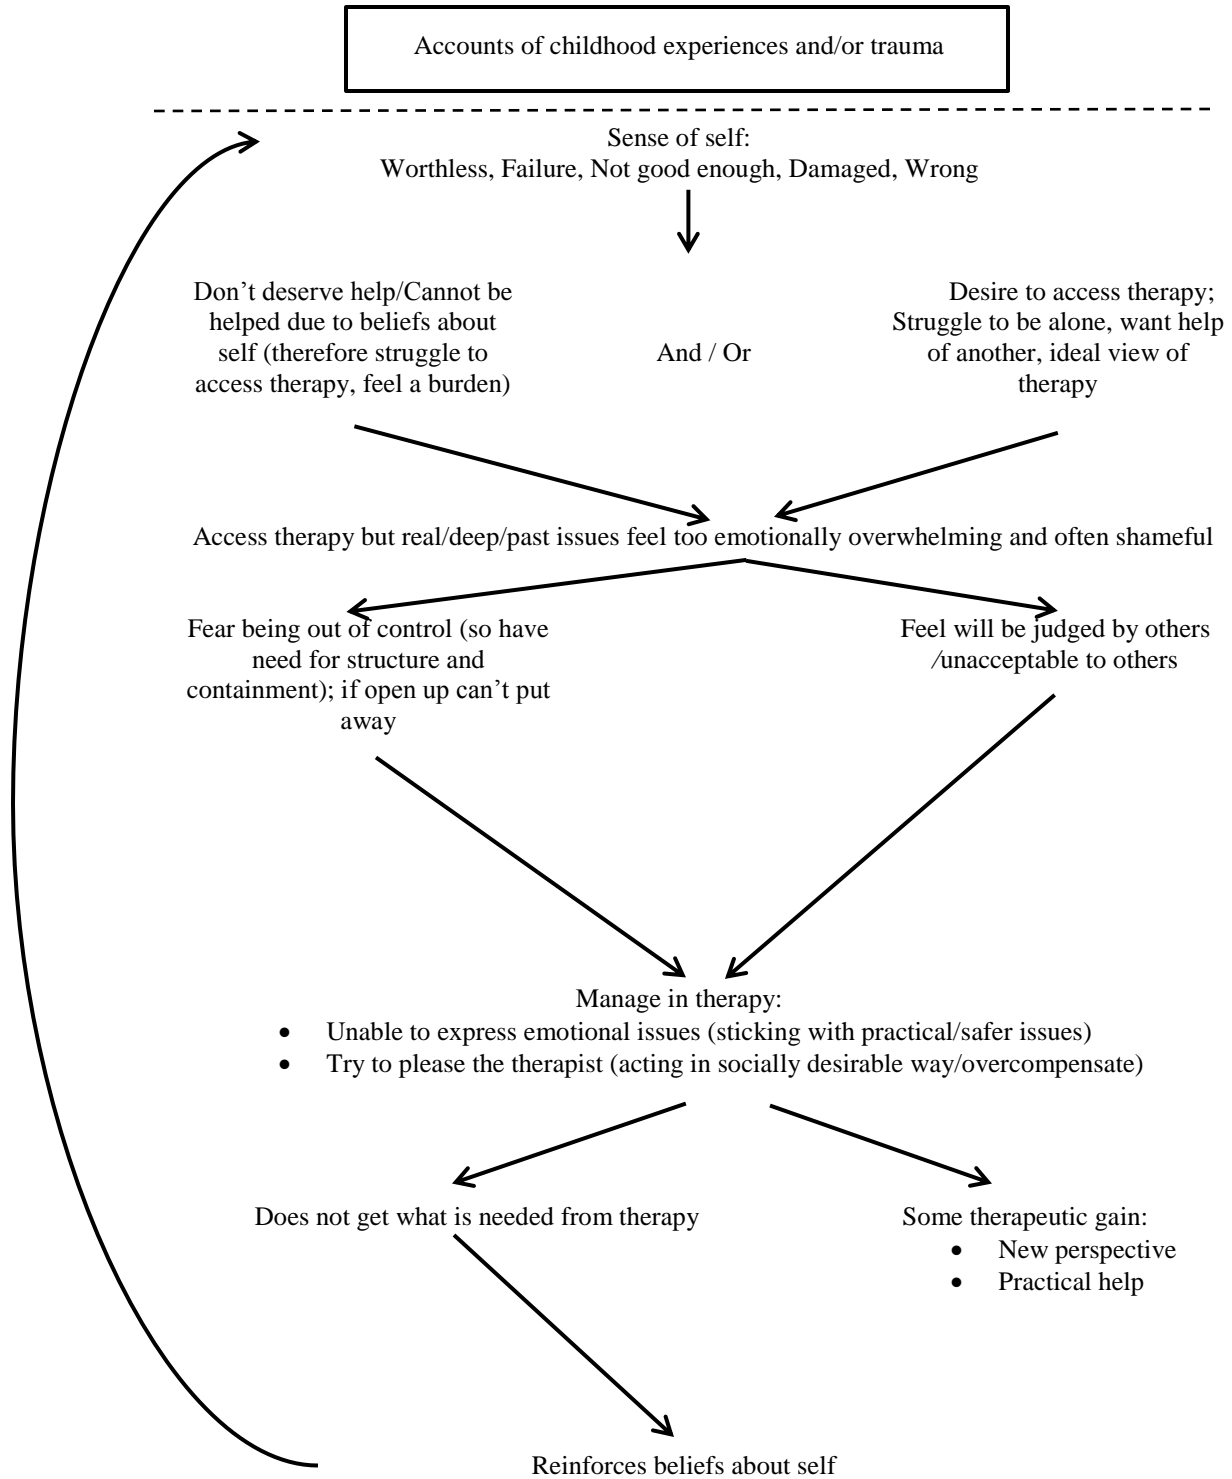 Accounts of childhood experiences and/or trauma
Sense of self:
Worthless, Failure, Not good enough, Damaged, Wrong
Don’t deserve help/Cannot be
helped due to beliefs about
self (therefore struggle to
access therapy, feel a burden)
And / Or
Desire to access therapy;
Struggle to be alone, want help
of another, ideal view of
therapy
Access therapy but real/deep/past issues feel too emotionally overwhelming and often shameful
Fear being out of control (so have
need for structure and
containment); if open up can’t put
away
Feel will be judged by others
/unacceptable to others
Manage in therapy:
• Unable to express emotional issues (sticking with practical/safer issues)
• Try to please the therapist (acting in socially desirable way/overcompensate)
Does not get what is needed from therapy
Some therapeutic gain:
• New perspective
• Practical help
Reinforces beliefs about self